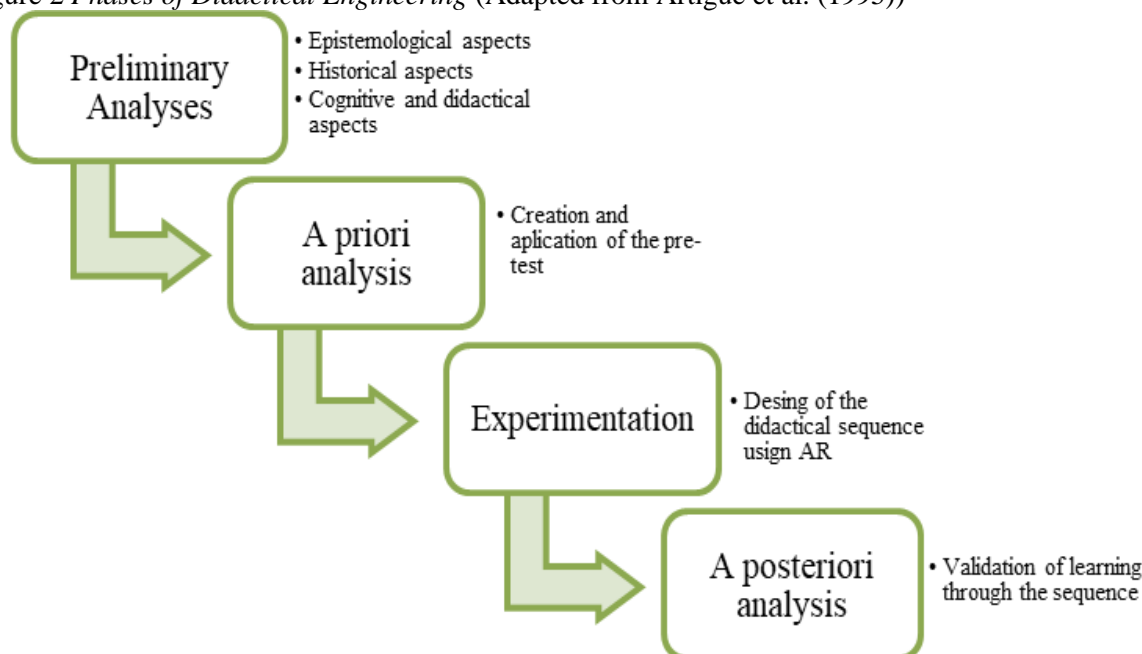 gure 2 Phases of Didactical Engineering (Adapted from Artigue et al. (1995))
Preliminary
Analyses
• Epistemological aspects
• Historical aspects
• Cognitive and didactical
aspects
A priori
analysis
• Creation and
aplication of the pre-
test
Experimentation
• Desing of the
didactical sequence
usign AR
A posteriori
analysis
• Validation of learning
through the sequence